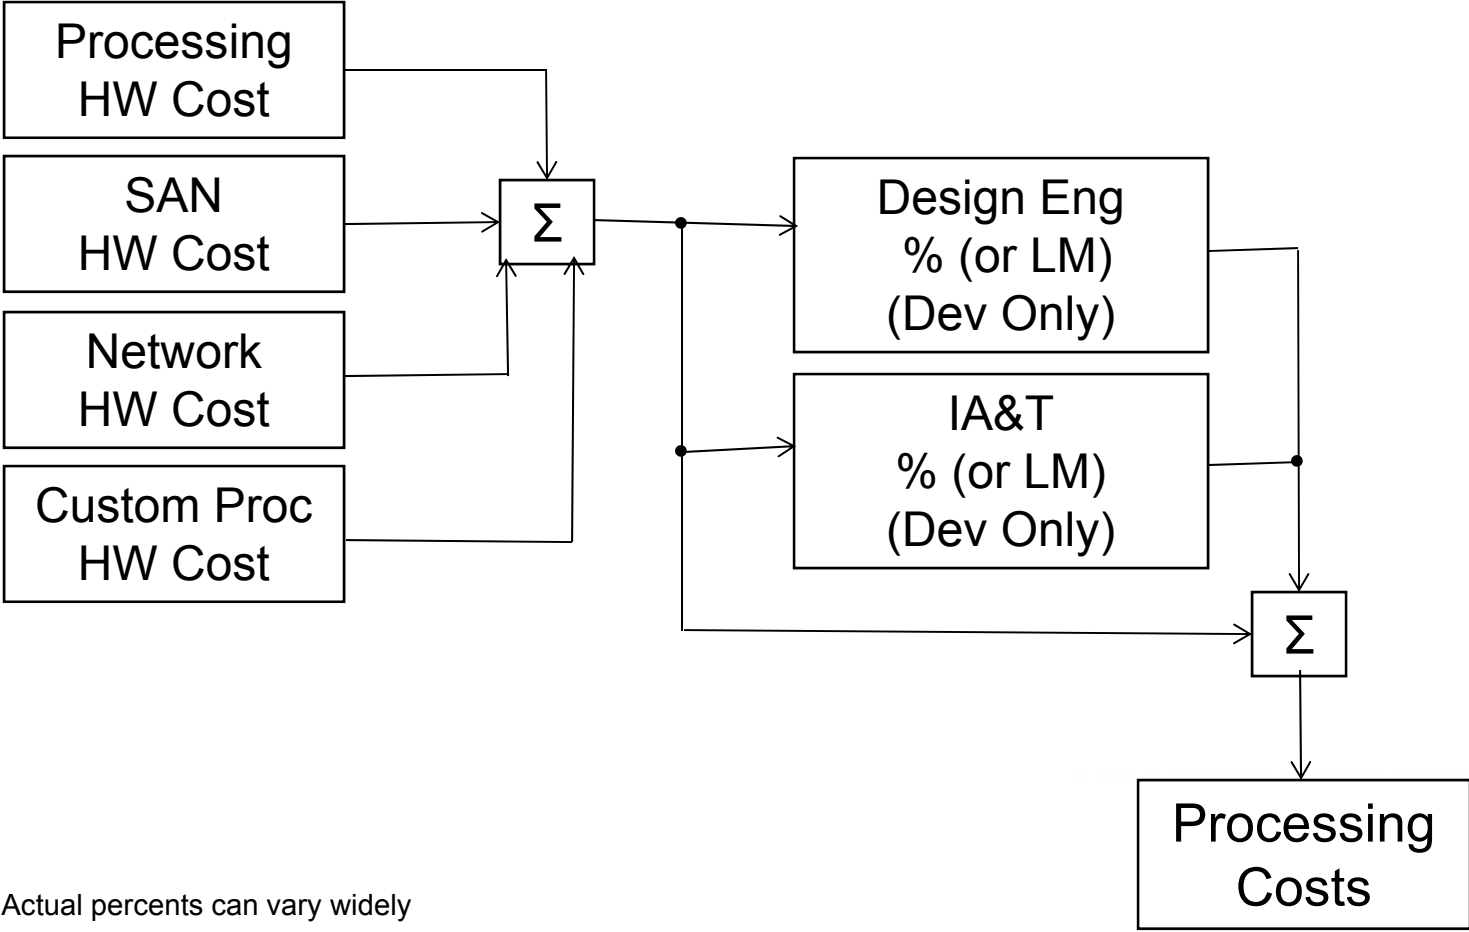 Processing
HW Cost
SAN
HW Cost
Network
HW Cost
Custom Proc
HW Cost
Σ
Design Eng
% (or LM)
(Dev Only)
IA&T
% (or LM)
(Dev Only)
Σ
Processing
Costs
Actual percents can vary widely